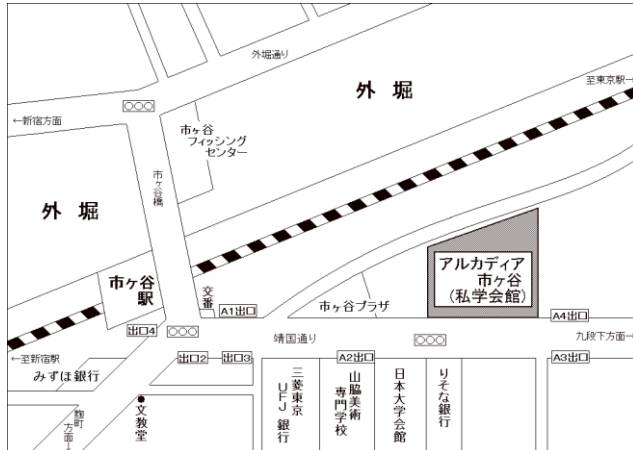 外堀通り
外 堀
至東京駅→
←新宿方面
市ヶ谷
フィッシング
センター
市ヶ谷橋
外 堀
アルカディア
市ヶ谷
(私学会館)
市ヶ谷
駅
交番
A1出口
市ヶ谷プラザ
A4出口
出口4
靖国通り
九段下方面→
←至新宿駅
出口2
出口3
A2出口
A3出口
みずほ銀行
三菱東京
UFJ 銀行
山脇美術
専門学校
日本大学会館
りそな銀行
文教堂
麹町
方面→